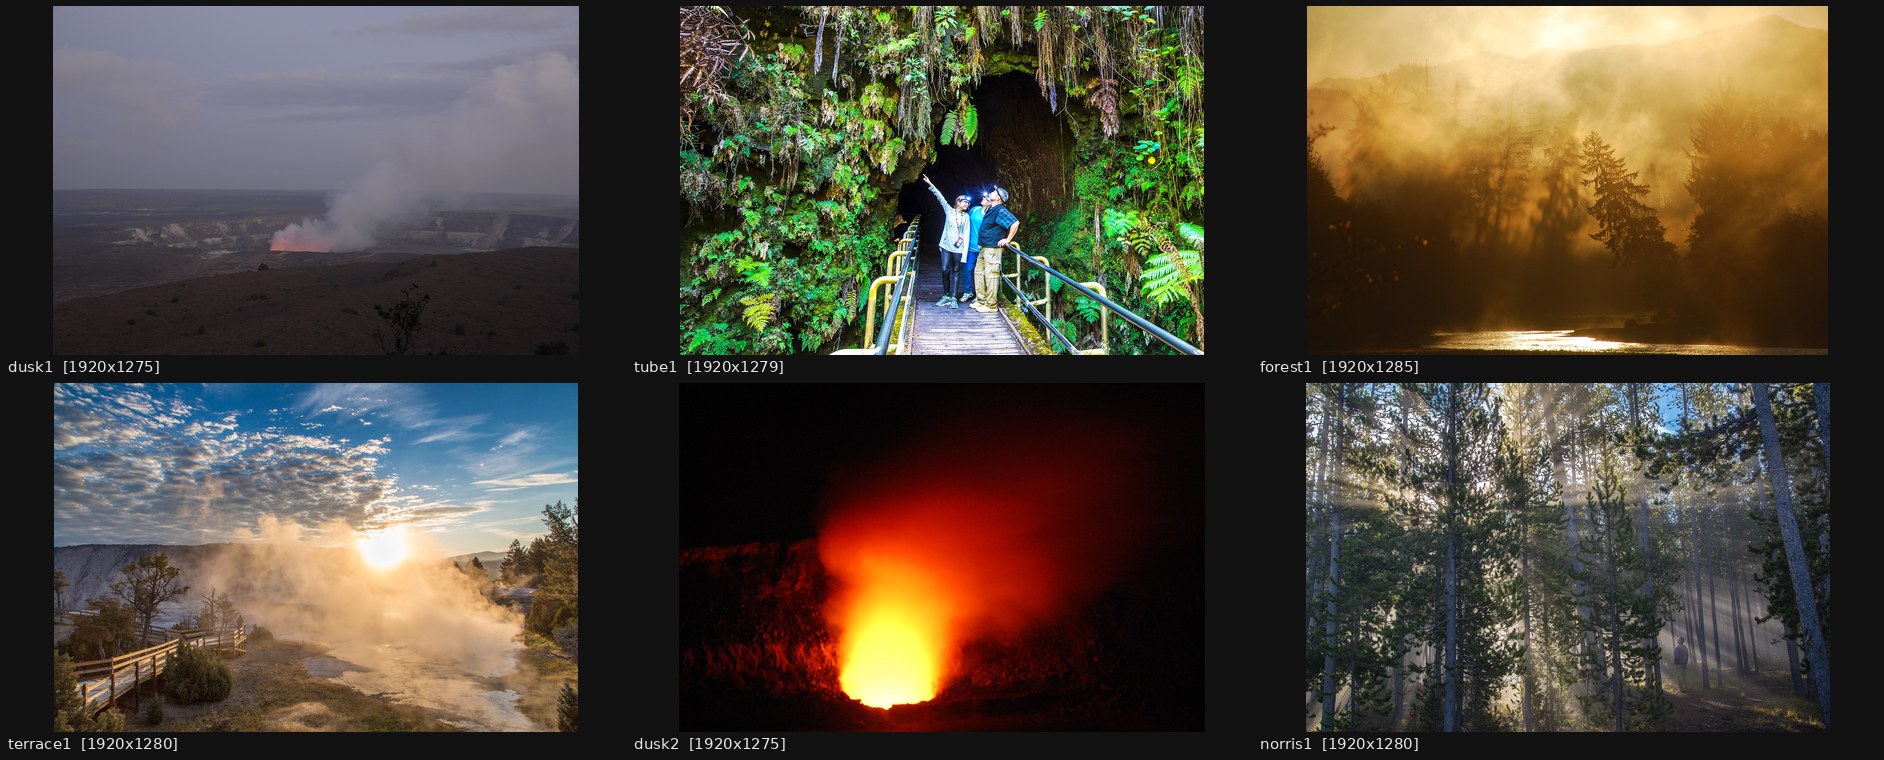 dusk1 [1920x1275]
tube1 [1920x1279]
forest1 [1920x1285]
terrace1 [1920x1280]
dusk2 [1920x1275]
norris1 [1920x1280]